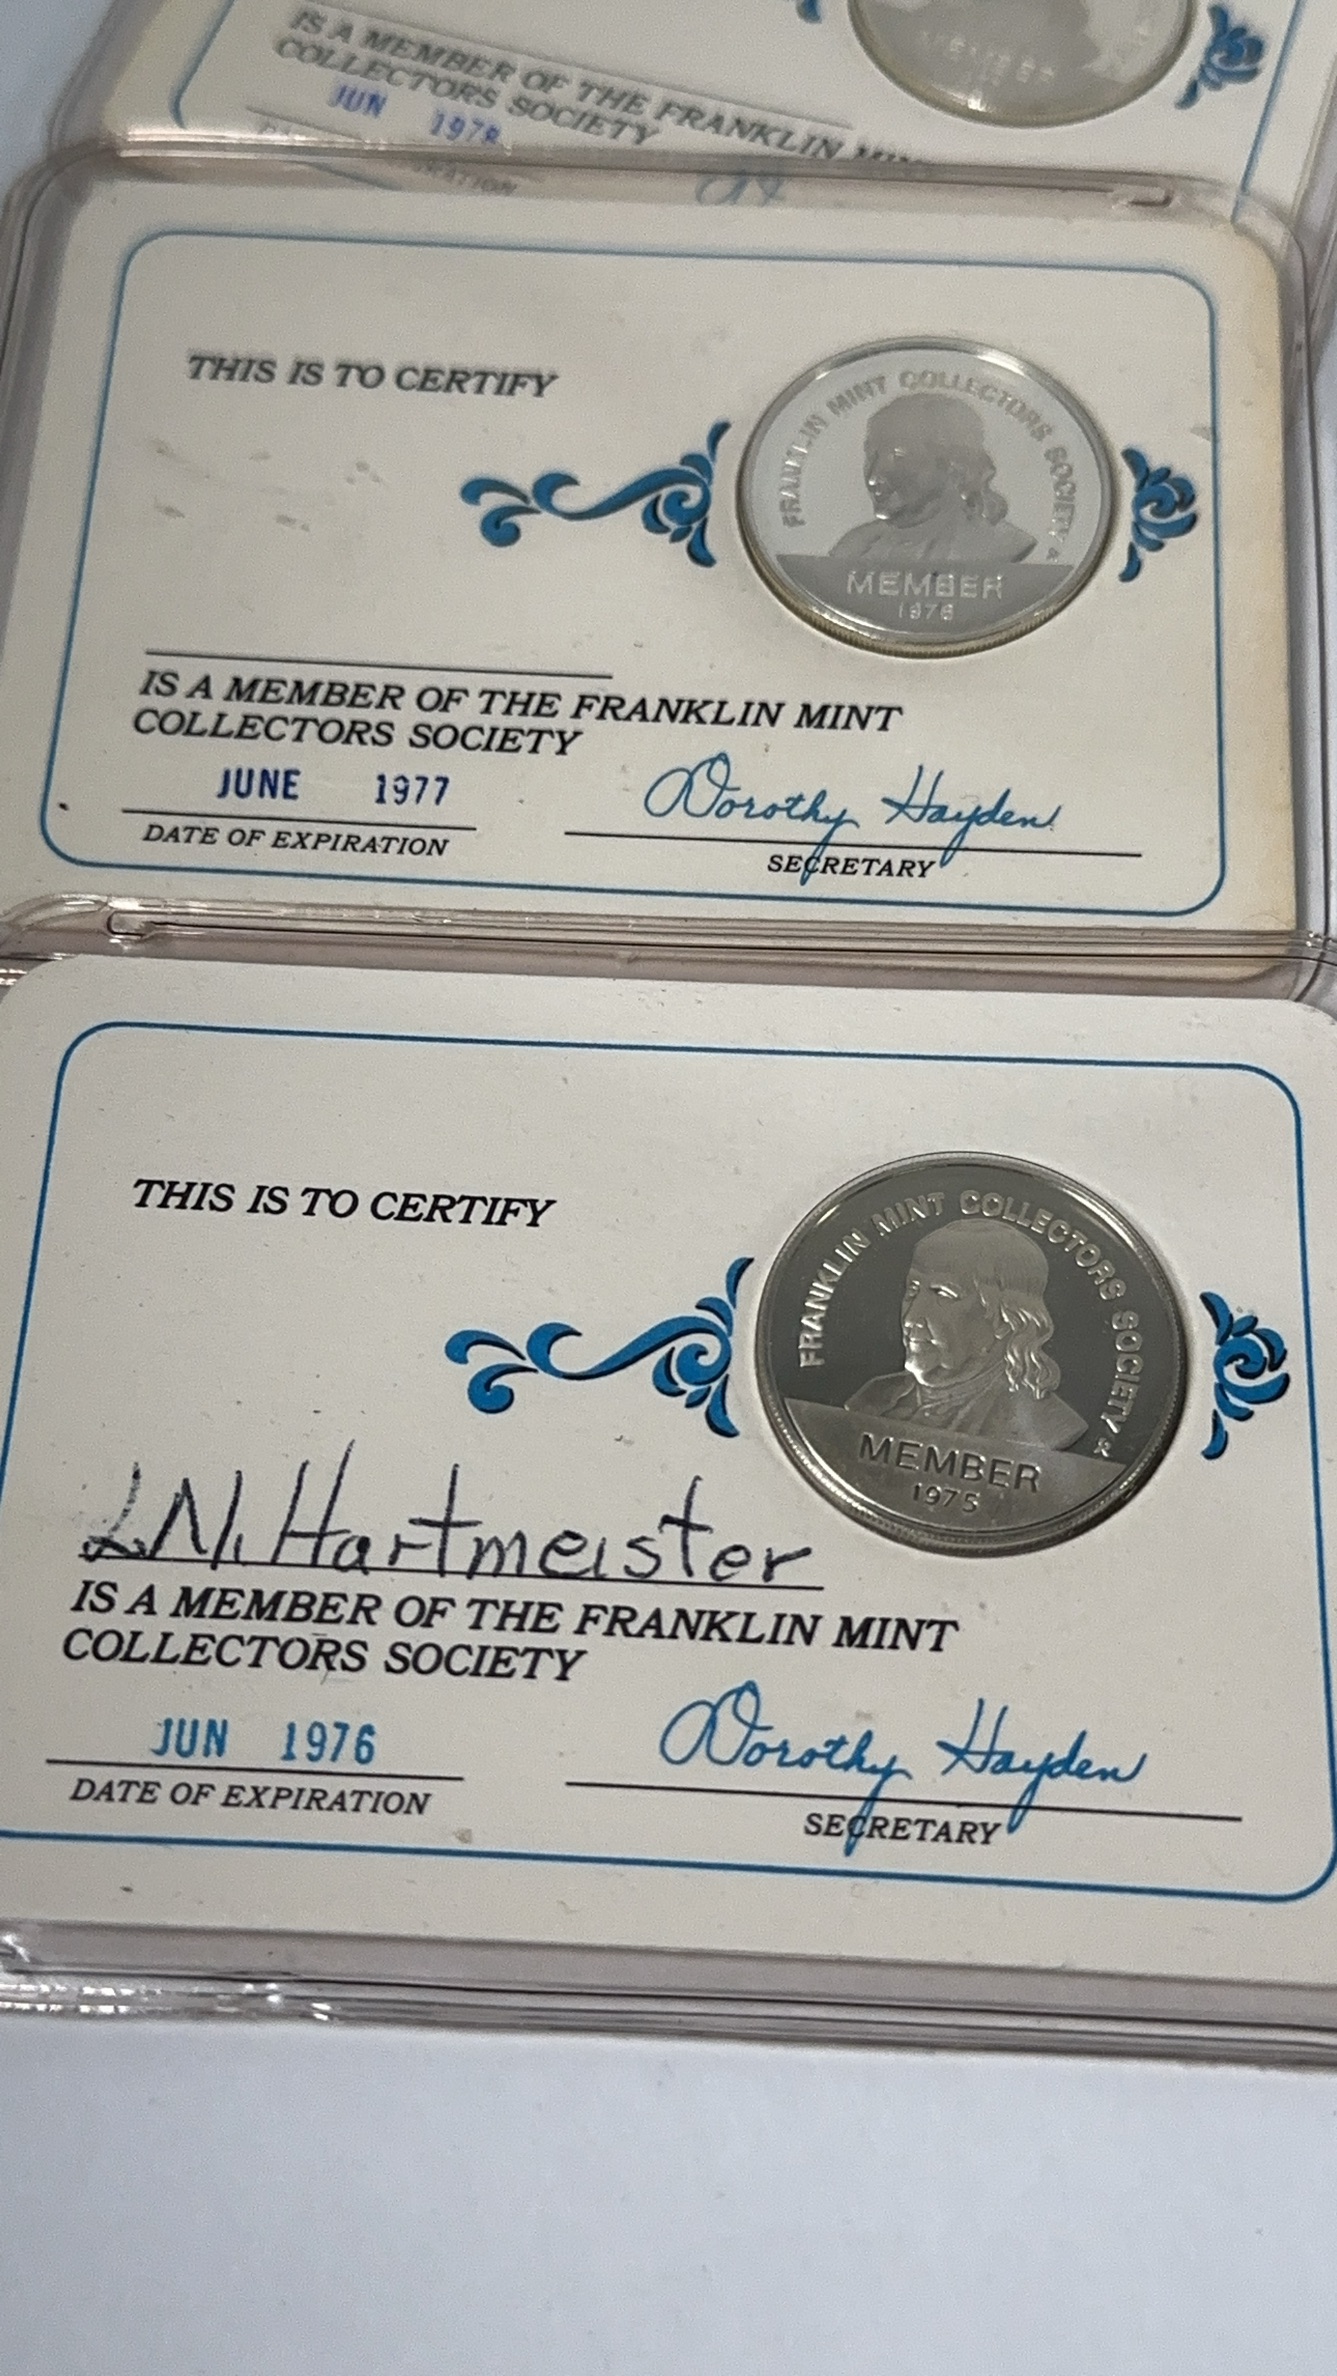 IS A MEMBER OF THE FRANKLIN MINT
COLLECTORS SOCIETY
JUN 1978
THIS IS TO CERTIFY
FRANKLIN MINT COLLECTORS SOCIETY
MEMBER
1976
IS A MEMBER OF THE FRANKLIN MINT
COLLECTORS SOCIETY
JUNE 1977
Dorothy Hayden
DATE OF EXPIRATION
SECRETARY
THIS IS TO CERTIFY
FRANKLIN MINT COLLECTORS SOCIETY
MEMBER
1975
L.N. Hartmeister
IS A MEMBER OF THE FRANKLIN MINT
COLLECTORS SOCIETY
JUN 1976
Dorothy Hayden
DATE OF EXPIRATION
SECRETARY